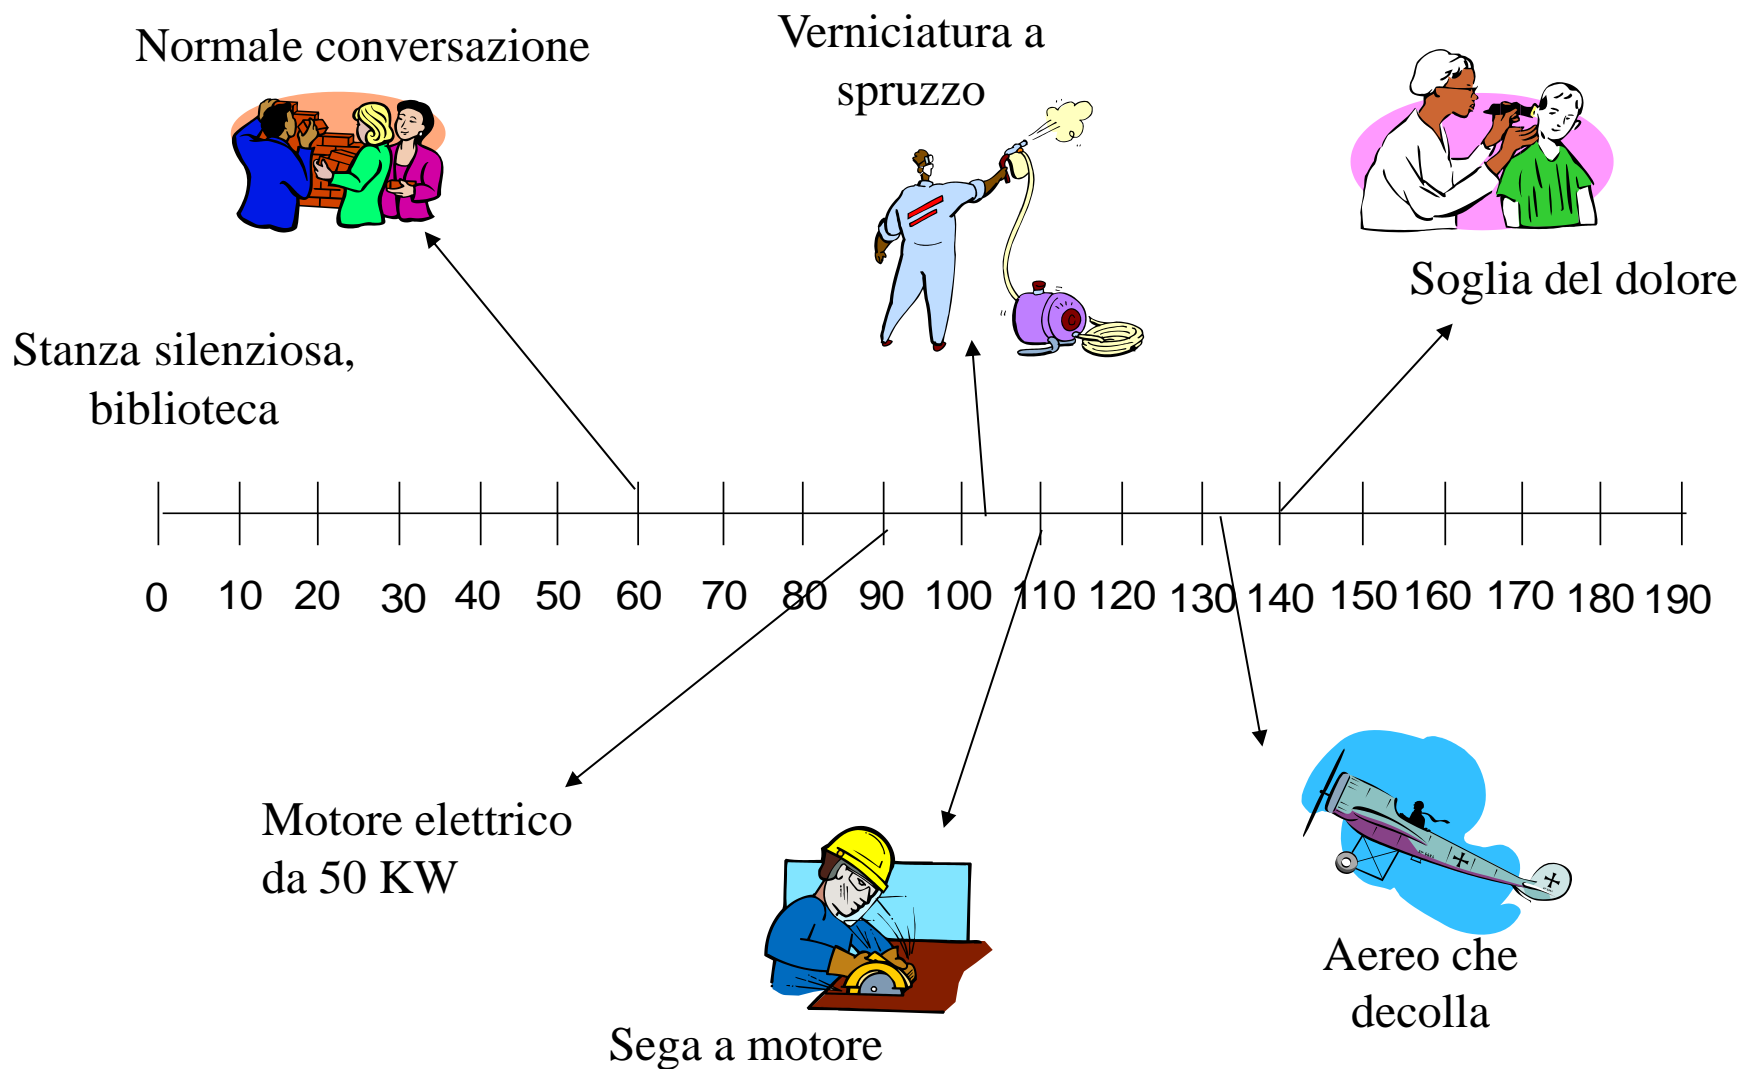 Normale conversazione
Verniciatura a
spruzzo
Soglia del dolore
Stanza silenziosa,
biblioteca
0 10 20 30 40 50 60 70 80 90 100 110 120 130 140 150 160 170 180 190
Motore elettrico
da 50 KW
Sega a motore
Aereo che
decolla